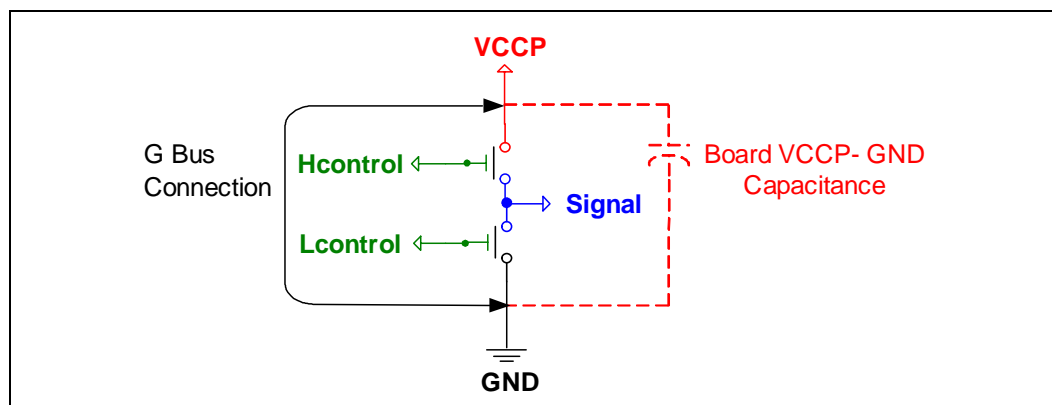 VCCP
G Bus
Connection
Hcontrol
Board VCCP- GND
Capacitance
Signal
Lcontrol
GND